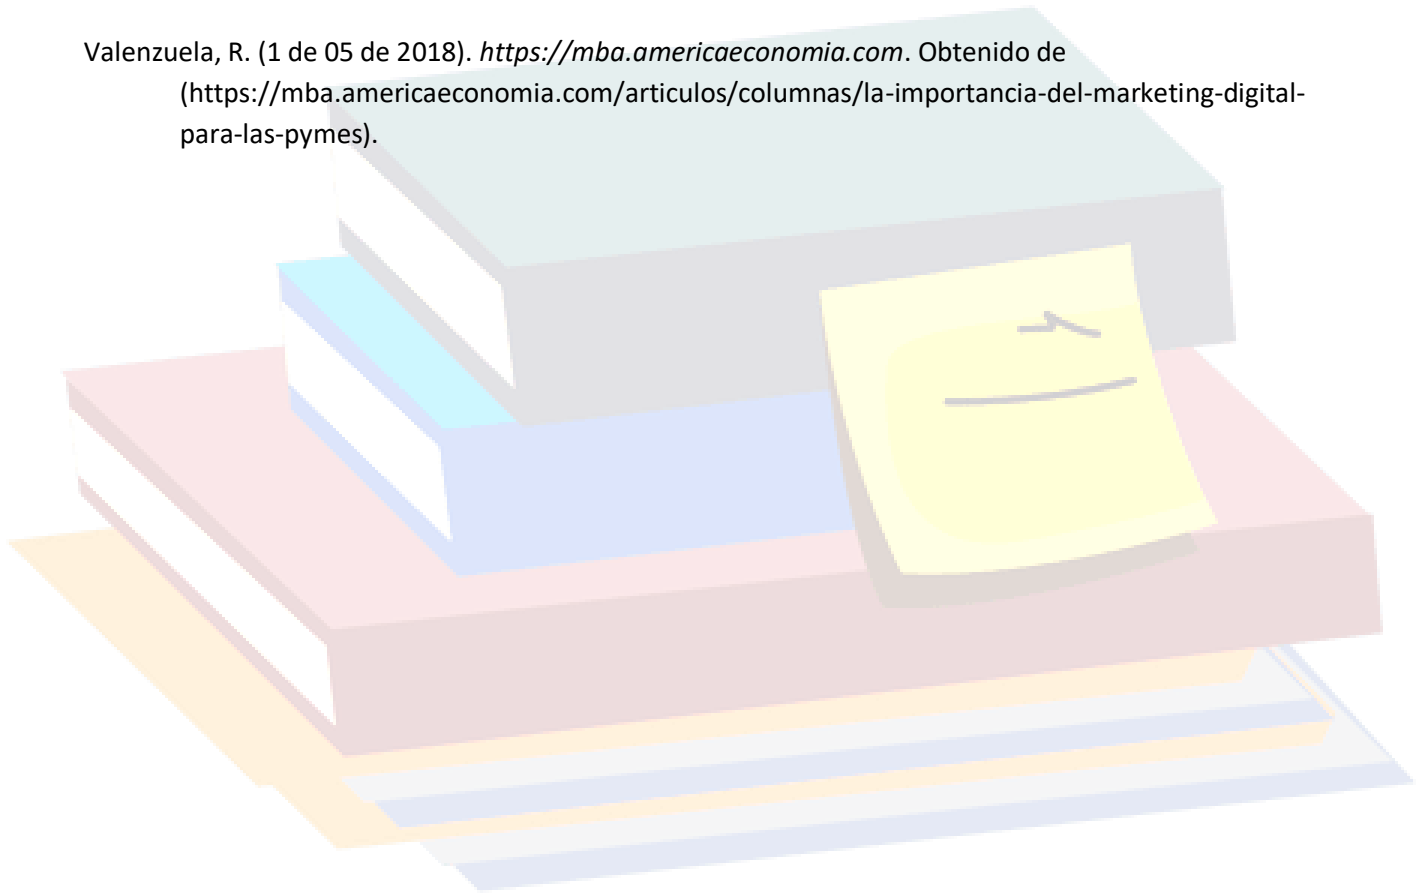 Valenzuela, R. (1 de 05 de 2018). https://mba.americaeconomia.com. Obtenido de
(https://mba.americaeconomia.com/articulos/columnas/la-importancia-del-marketing-digital-
para-las-pymes).